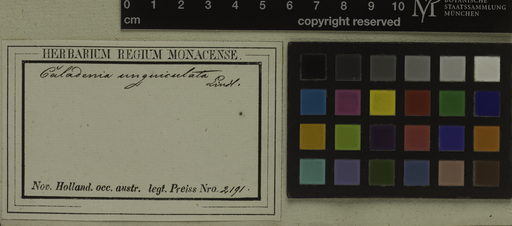 0 1 2 3 4 5 6 7 8 9 10
cm
copyright reserved
BOTANISCHE
STAATSSAMMLUNG
MÜNCHEN
HERBARIUM REGIUM MONACENSE.
Caladenia unguiculata
Lindl.
Nov. Holland. occ. austr. legt. Preiss Nro. 2191.